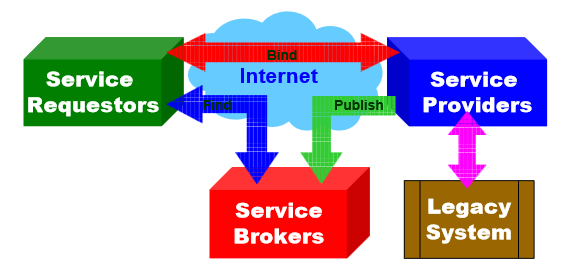 Bind
Internet
Service
Requestors
Service
Providers
Find
Publish
Service
Brokers
Legacy
System